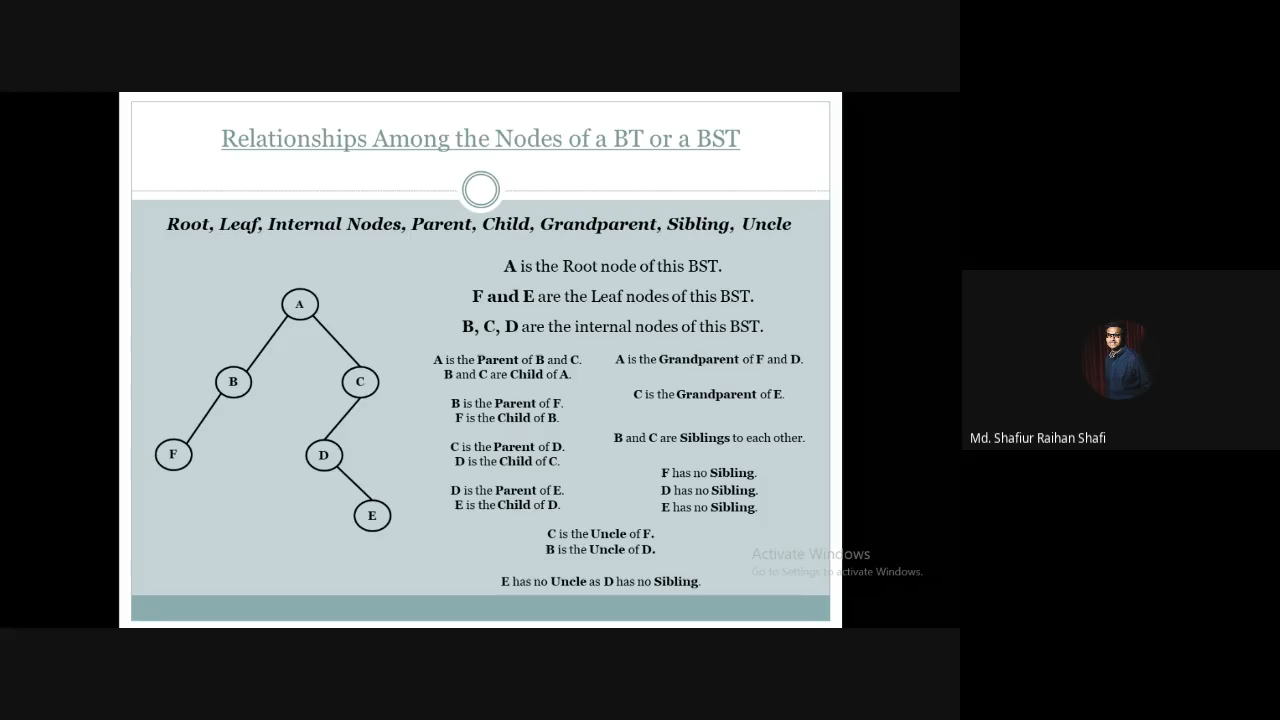 Relationships Among the Nodes of a BT or a BST
Root, Leaf, Internal Nodes, Parent, Child, Grandparent, Sibling, Uncle
A is the Root node of this BST.
F and E are the Leaf nodes of this BST.
B, C, D are the internal nodes of this BST.
A
B
C
F
D
E
A is the Parent of B and C.
B and C are Child of A.
B is the Parent of F.
F is the Child of B.
C is the Parent of D.
D is the Child of C.
D is the Parent of E.
E is the Child of D.
A is the Grandparent of F and D.
C is the Grandparent of E.
B and C are Siblings to each other.
F has no Sibling.
D has no Sibling.
E has no Sibling.
C is the Uncle of F.
B is the Uncle of D.
E has no Uncle as D has no Sibling.
Activate Windows
Go to Settings to activate Windows.
Md. Shafiur Raihan Shafi